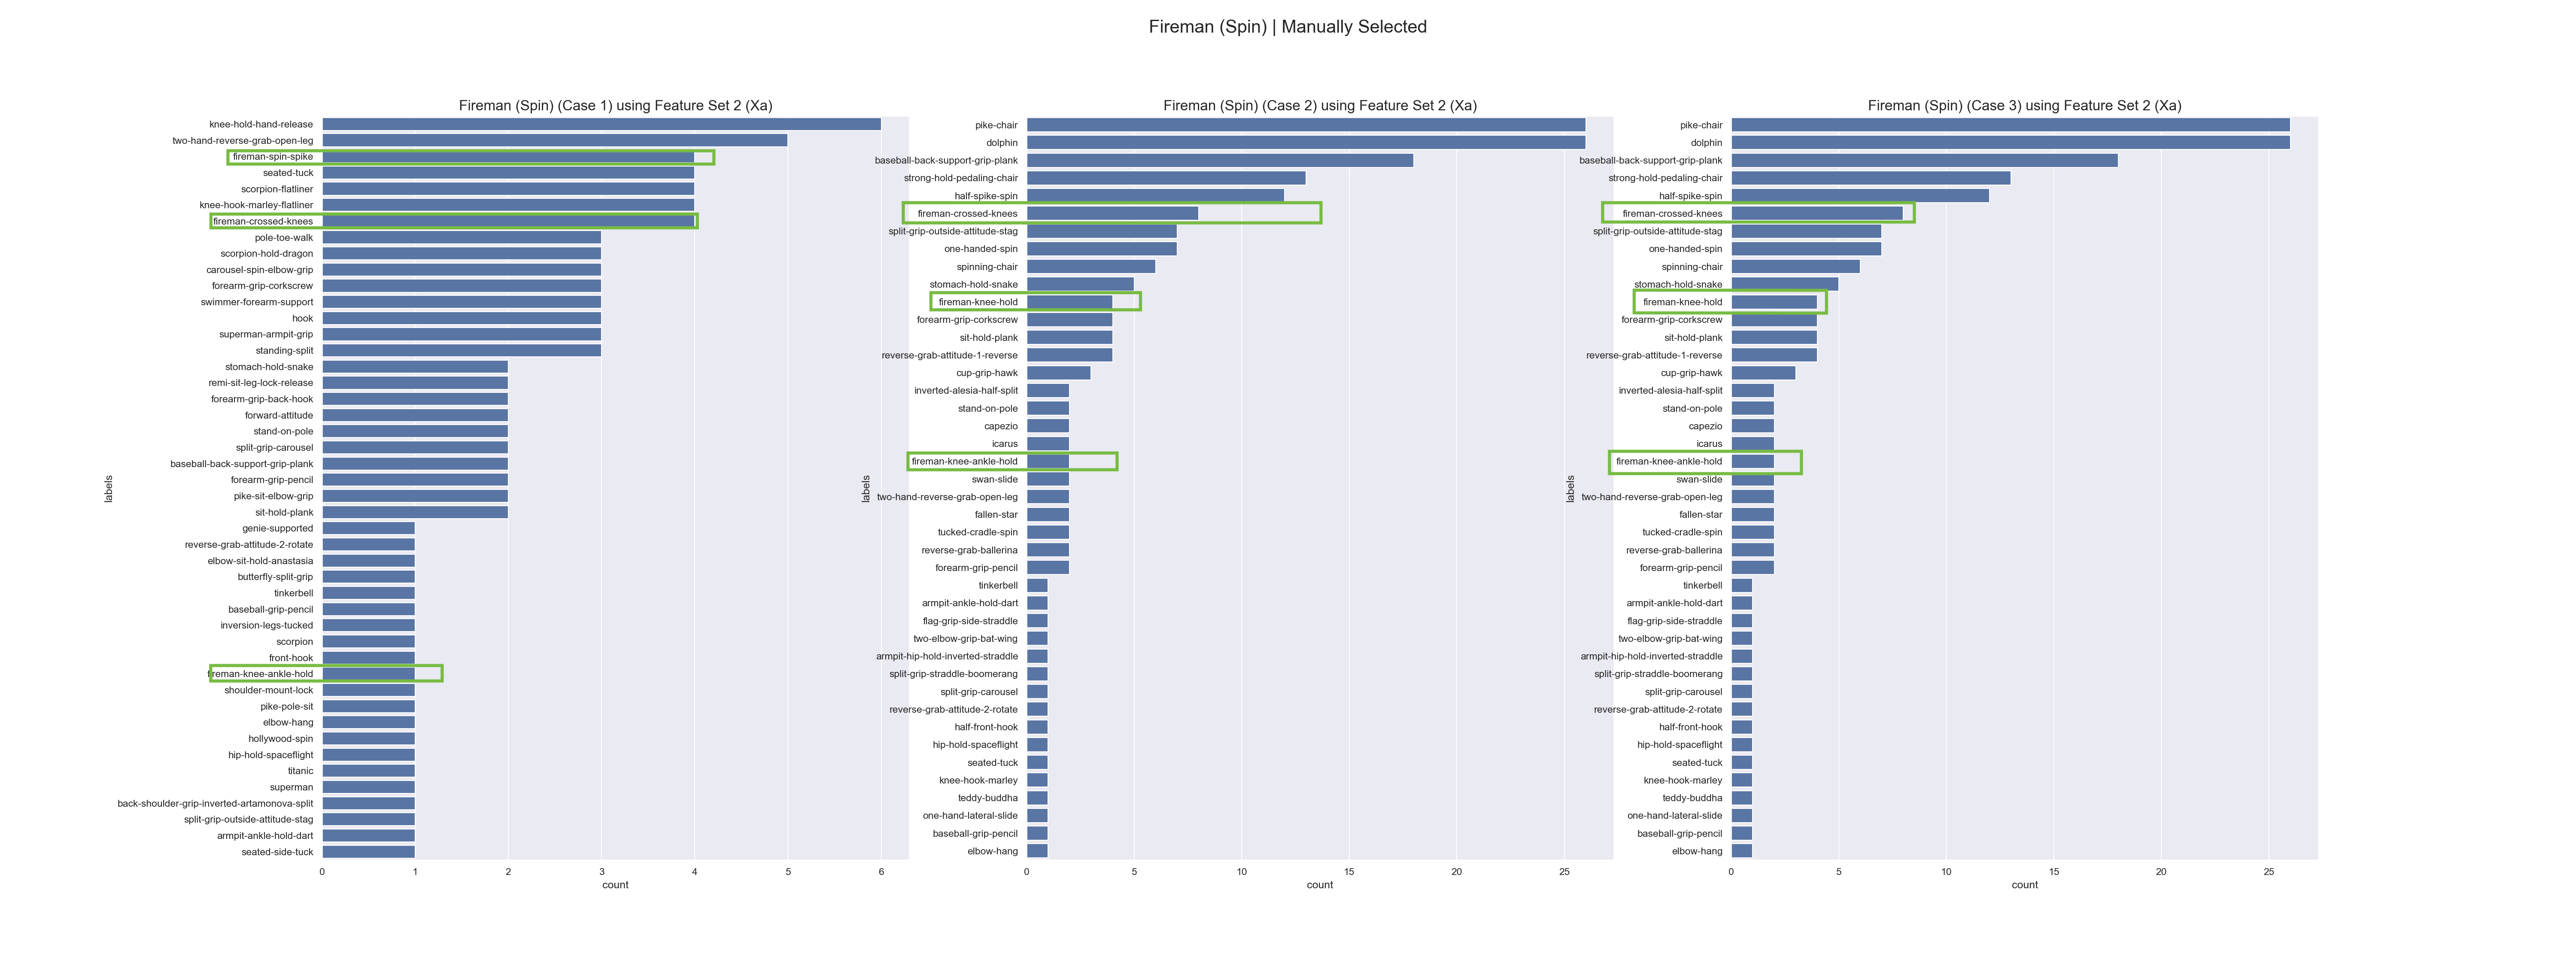 Fireman (Spin) | Manually Selected
Fireman (Spin) (Case 1) using Feature Set 2 (Xa)
labels
knee-hold-hand-release
two-hand-reverse-grab-open-leg
fireman-spin-spike
seated-tuck
scorpion-flatliner
knee-hook-marley-flatliner
fireman-crossed-knees
pole-toe-walk
scorpion-hold-dragon
carousel-spin-elbow-grip
forearm-grip-corkscrew
swimmer-forearm-support
hook
superman-armpit-grip
standing-split
stomach-hold-snake
remi-sit-leg-lock-release
forearm-grip-back-hook
forward-attitude
stand-on-pole
split-grip-carousel
baseball-back-support-grip-plank
forearm-grip-pencil
pike-sit-elbow-grip
sit-hold-plank
genie-supported
reverse-grab-attitude-2-rotate
elbow-sit-hold-anastasia
butterfly-split-grip
tinkerbell
baseball-grip-pencil
inversion-legs-tucked
scorpion
front-hook
fireman-knee-ankle-hold
shoulder-mount-lock
pike-pole-sit
elbow-hang
hollywood-spin
hip-hold-spaceflight
titanic
superman
back-shoulder-grip-inverted-artamonova-split
split-grip-outside-attitude-stag
armpit-ankle-hold-dart
seated-side-tuck
0 1 2 3 4 5 6
count
Fireman (Spin) (Case 2) using Feature Set 2 (Xa)
labels
pike-chair
dolphin
baseball-back-support-grip-plank
strong-hold-pedaling-chair
half-spike-spin
fireman-crossed-knees
split-grip-outside-attitude-stag
one-handed-spin
spinning-chair
stomach-hold-snake
fireman-knee-hold
forearm-grip-corkscrew
sit-hold-plank
reverse-grab-attitude-1-reverse
cup-grip-hawk
inverted-alesia-half-split
stand-on-pole
capezio
icarus
fireman-knee-ankle-hold
swan-slide
two-hand-reverse-grab-open-leg
fallen-star
tucked-cradle-spin
reverse-grab-ballerina
forearm-grip-pencil
tinkerbell
armpit-ankle-hold-dart
flag-grip-side-straddle
two-elbow-grip-bat-wing
armpit-hip-hold-inverted-straddle
split-grip-straddle-boomerang
split-grip-carousel
reverse-grab-attitude-2-rotate
half-front-hook
hip-hold-spaceflight
seated-tuck
knee-hook-marley
teddy-buddha
one-hand-lateral-slide
baseball-grip-pencil
elbow-hang
0 5 10 15 20 25
count
Fireman (Spin) (Case 3) using Feature Set 2 (Xa)
labels
pike-chair
dolphin
baseball-back-support-grip-plank
strong-hold-pedaling-chair
half-spike-spin
fireman-crossed-knees
split-grip-outside-attitude-stag
one-handed-spin
spinning-chair
stomach-hold-snake
fireman-knee-hold
forearm-grip-corkscrew
sit-hold-plank
reverse-grab-attitude-1-reverse
cup-grip-hawk
inverted-alesia-half-split
stand-on-pole
capezio
icarus
fireman-knee-ankle-hold
swan-slide
two-hand-reverse-grab-open-leg
fallen-star
tucked-cradle-spin
reverse-grab-ballerina
forearm-grip-pencil
tinkerbell
armpit-ankle-hold-dart
flag-grip-side-straddle
two-elbow-grip-bat-wing
armpit-hip-hold-inverted-straddle
split-grip-straddle-boomerang
split-grip-carousel
reverse-grab-attitude-2-rotate
half-front-hook
hip-hold-spaceflight
seated-tuck
knee-hook-marley
teddy-buddha
one-hand-lateral-slide
baseball-grip-pencil
elbow-hang
0 5 10 15 20 25
count